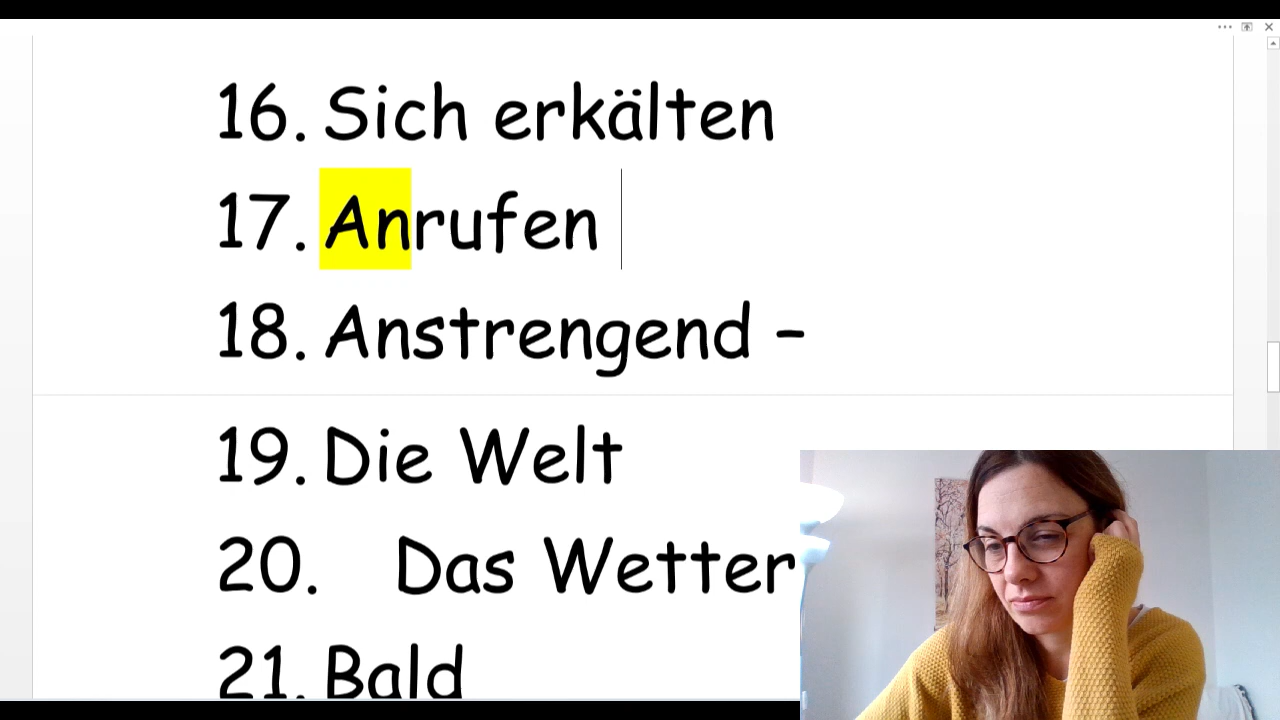 16. Sich erkälten
17. Anrufen
18. Anstrengend –
19. Die Welt
20. Das Wetter
21. Bald